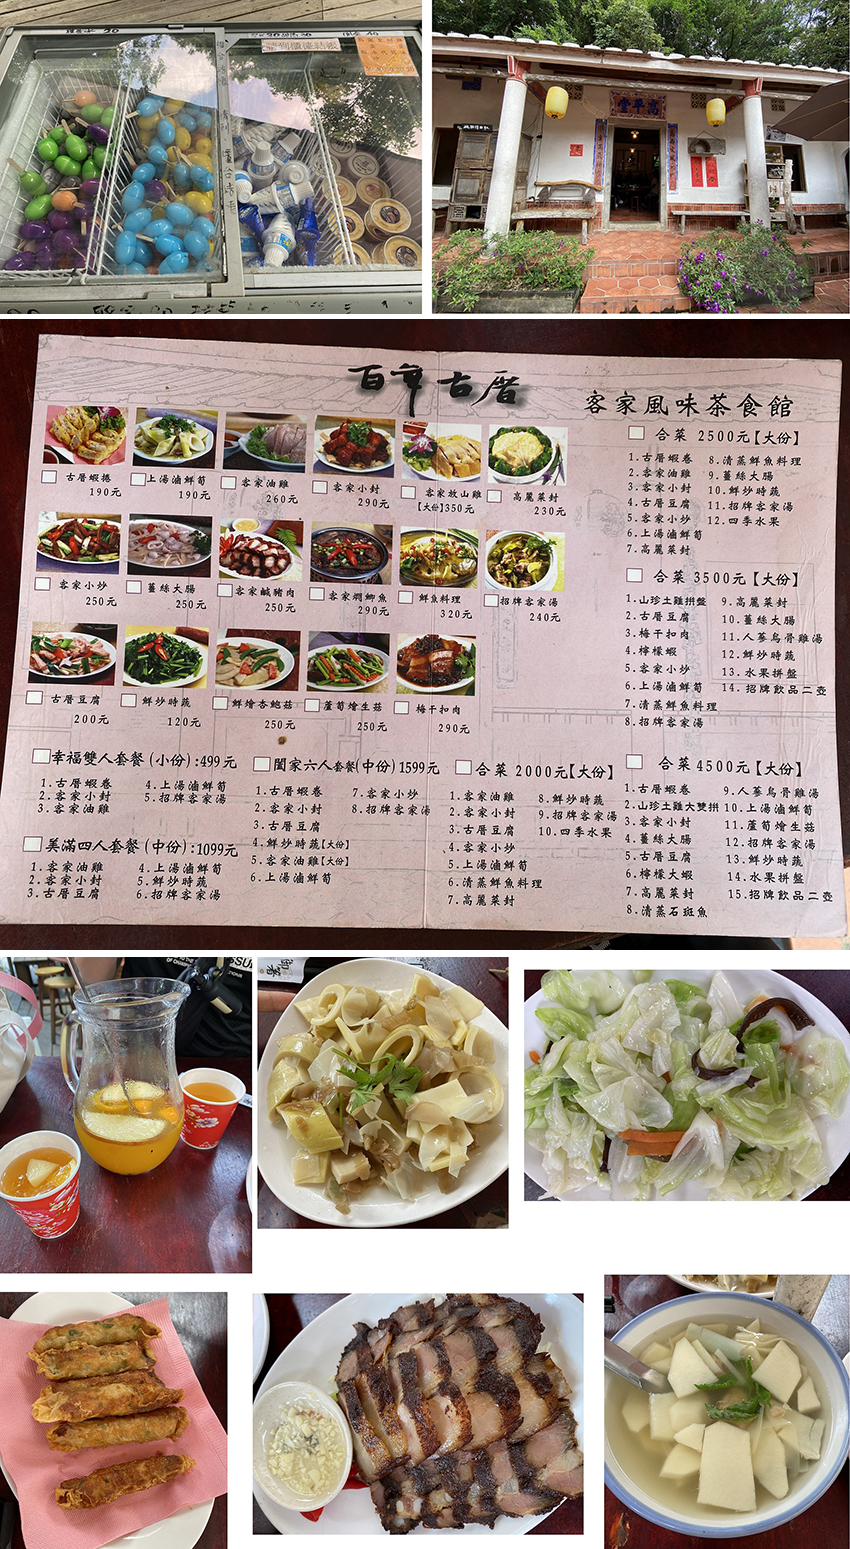 高平堂
百年古厝
客家風味茶食館
古厝蝦捲
190元
上湯滷鮮筍
190元
客家油雞
260元
客家小封
290元
客家放山雞
【大份】350元
高麗菜封
230元
客家小炒
250元
薑絲大腸
250元
客家鹹豬肉
250元
客家燜鯽魚
290元
鮮魚料理
320元
招牌客家湯
240元
古厝豆腐
200元
鮮炒時蔬
120元
鮮燴杏鮑菇
250元
蘆筍燴生菇
250元
梅干扣肉
290元
幸福雙人套餐(小份):499元
1.古厝蝦卷
2.客家小封
3.客家油雞
4.上湯滷鮮筍
5.招牌客家湯
美滿四人套餐(中份):1099元
1.客家油雞
2.客家小封
3.古厝豆腐
4.上湯滷鮮筍
5.鮮炒時蔬
6.招牌客家湯
闔家六人套餐(中份)1599元
1.古厝蝦卷
2.客家小封
3.古厝豆腐
4.鮮炒時蔬【大份】
5.客家油雞【大份】
6.上湯滷鮮筍
7.客家小炒
8.招牌客家湯
合菜 2000元【大份】
1.客家油雞
2.客家小封
3.古厝豆腐
4.客家小炒
5.上湯滷鮮筍
6.清蒸鮮魚料理
7.高麗菜封
8.鮮炒時蔬
9.招牌客家湯
10.四季水果
合菜 2500元【大份】
1.古厝蝦卷
2.客家油雞
3.客家小封
4.古厝豆腐
5.客家小炒
6.上湯滷鮮筍
7.高麗菜封
8.清蒸鮮魚料理
9.薑絲大腸
10.鮮炒時蔬
11.招牌客家湯
12.四季水果
合菜 3500元【大份】
1.山珍土雞拼盤
2.古厝豆腐
3.梅干扣肉
4.檸檬蝦
5.客家小炒
6.上湯滷鮮筍
7.清蒸鮮魚料理
8.招牌客家湯
9.高麗菜封
10.薑絲大腸
11.人蔘烏骨雞湯
12.鮮炒時蔬
13.水果拼盤
14.招牌飲品二壺
合菜 4500元【大份】
1.古厝蝦卷
2.山珍土雞大雙拼
3.客家小封
4.薑絲大腸
5.古厝豆腐
6.檸檬大蝦
7.高麗菜封
8.清蒸石斑魚
9.人蔘烏骨雞湯
10.上湯滷鮮筍
11.蘆筍燴生菇
12.招牌客家湯
13.鮮炒時蔬
14.水果拼盤
15.招牌飲品二壺